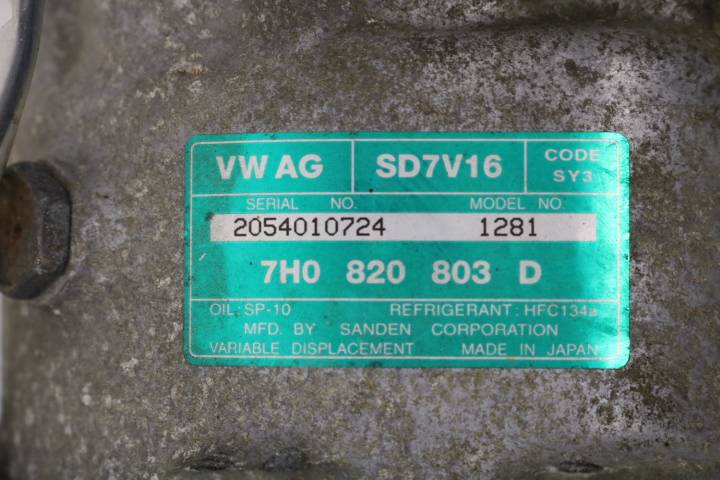 VW AG SD7V16 CODE
SY3
SERIAL NO. MODEL NO.
2054010724 1281
7H0 820 803 D
OIL: SP-10 REFRIGERANT: HFC134a
MFD. BY SANDEN CORPORATION
VARIABLE DISPLACEMENT MADE IN JAPAN